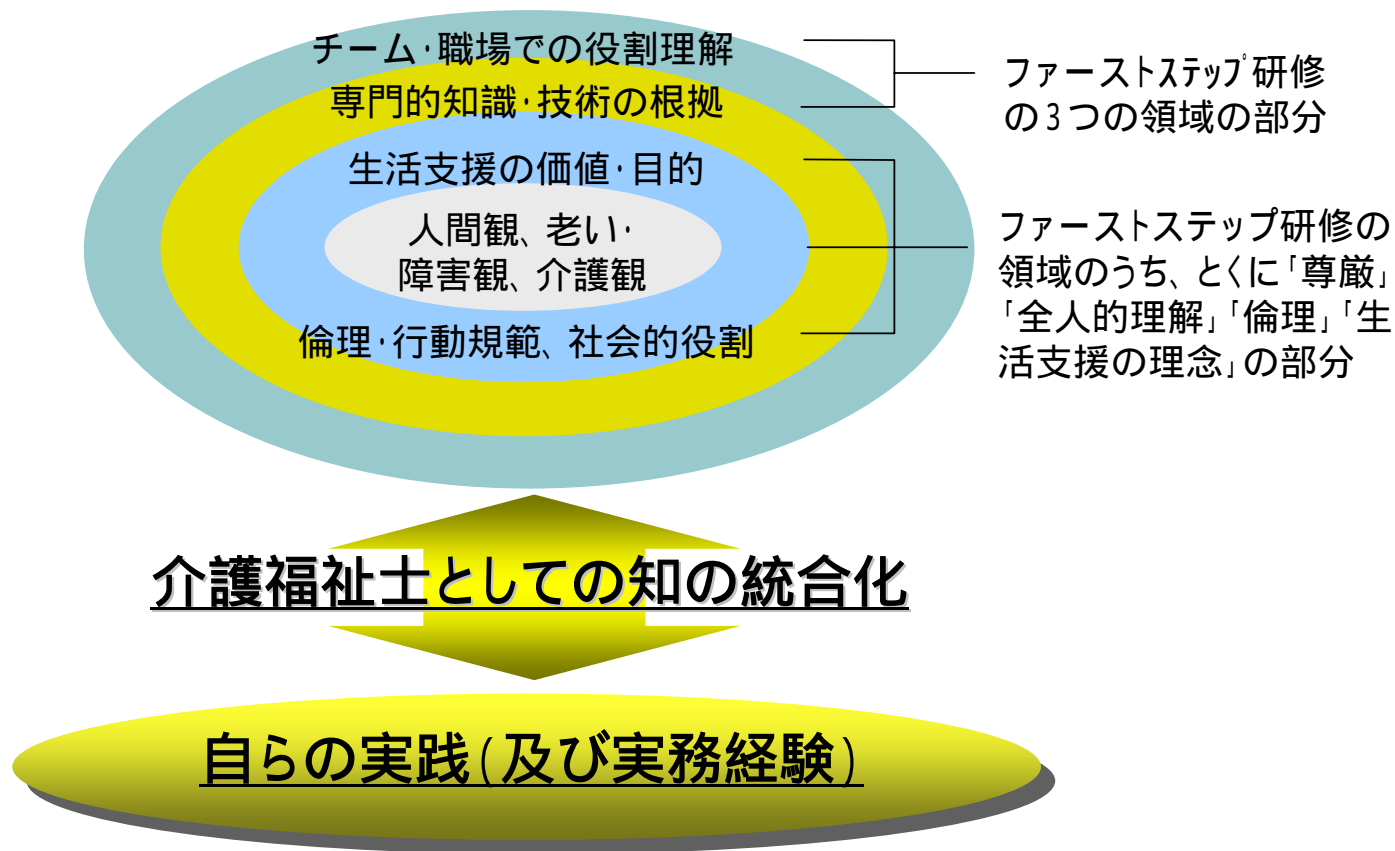 チーム・職場での役割理解
専門的知識・技術の根拠
生活支援の価値・目的
人間観、老い・
障害観、介護観
倫理・行動規範、社会的役割
ファーストステップ研修
の3つの領域の部分
ファーストステップ研修の
領域のうち、とくに「尊厳」
「全人的理解」「倫理」「生
活支援の理念」の部分
介護福祉士としての知の統合化
自らの実践(及び実務経験)